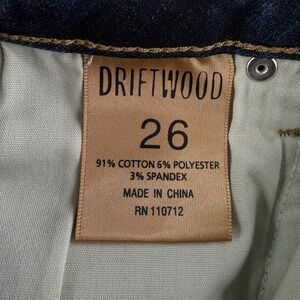 DRIFTWOOD
26
91% COTTON 6% POLYESTER
3% SPANDEX
MADE IN CHINA
RN 110712